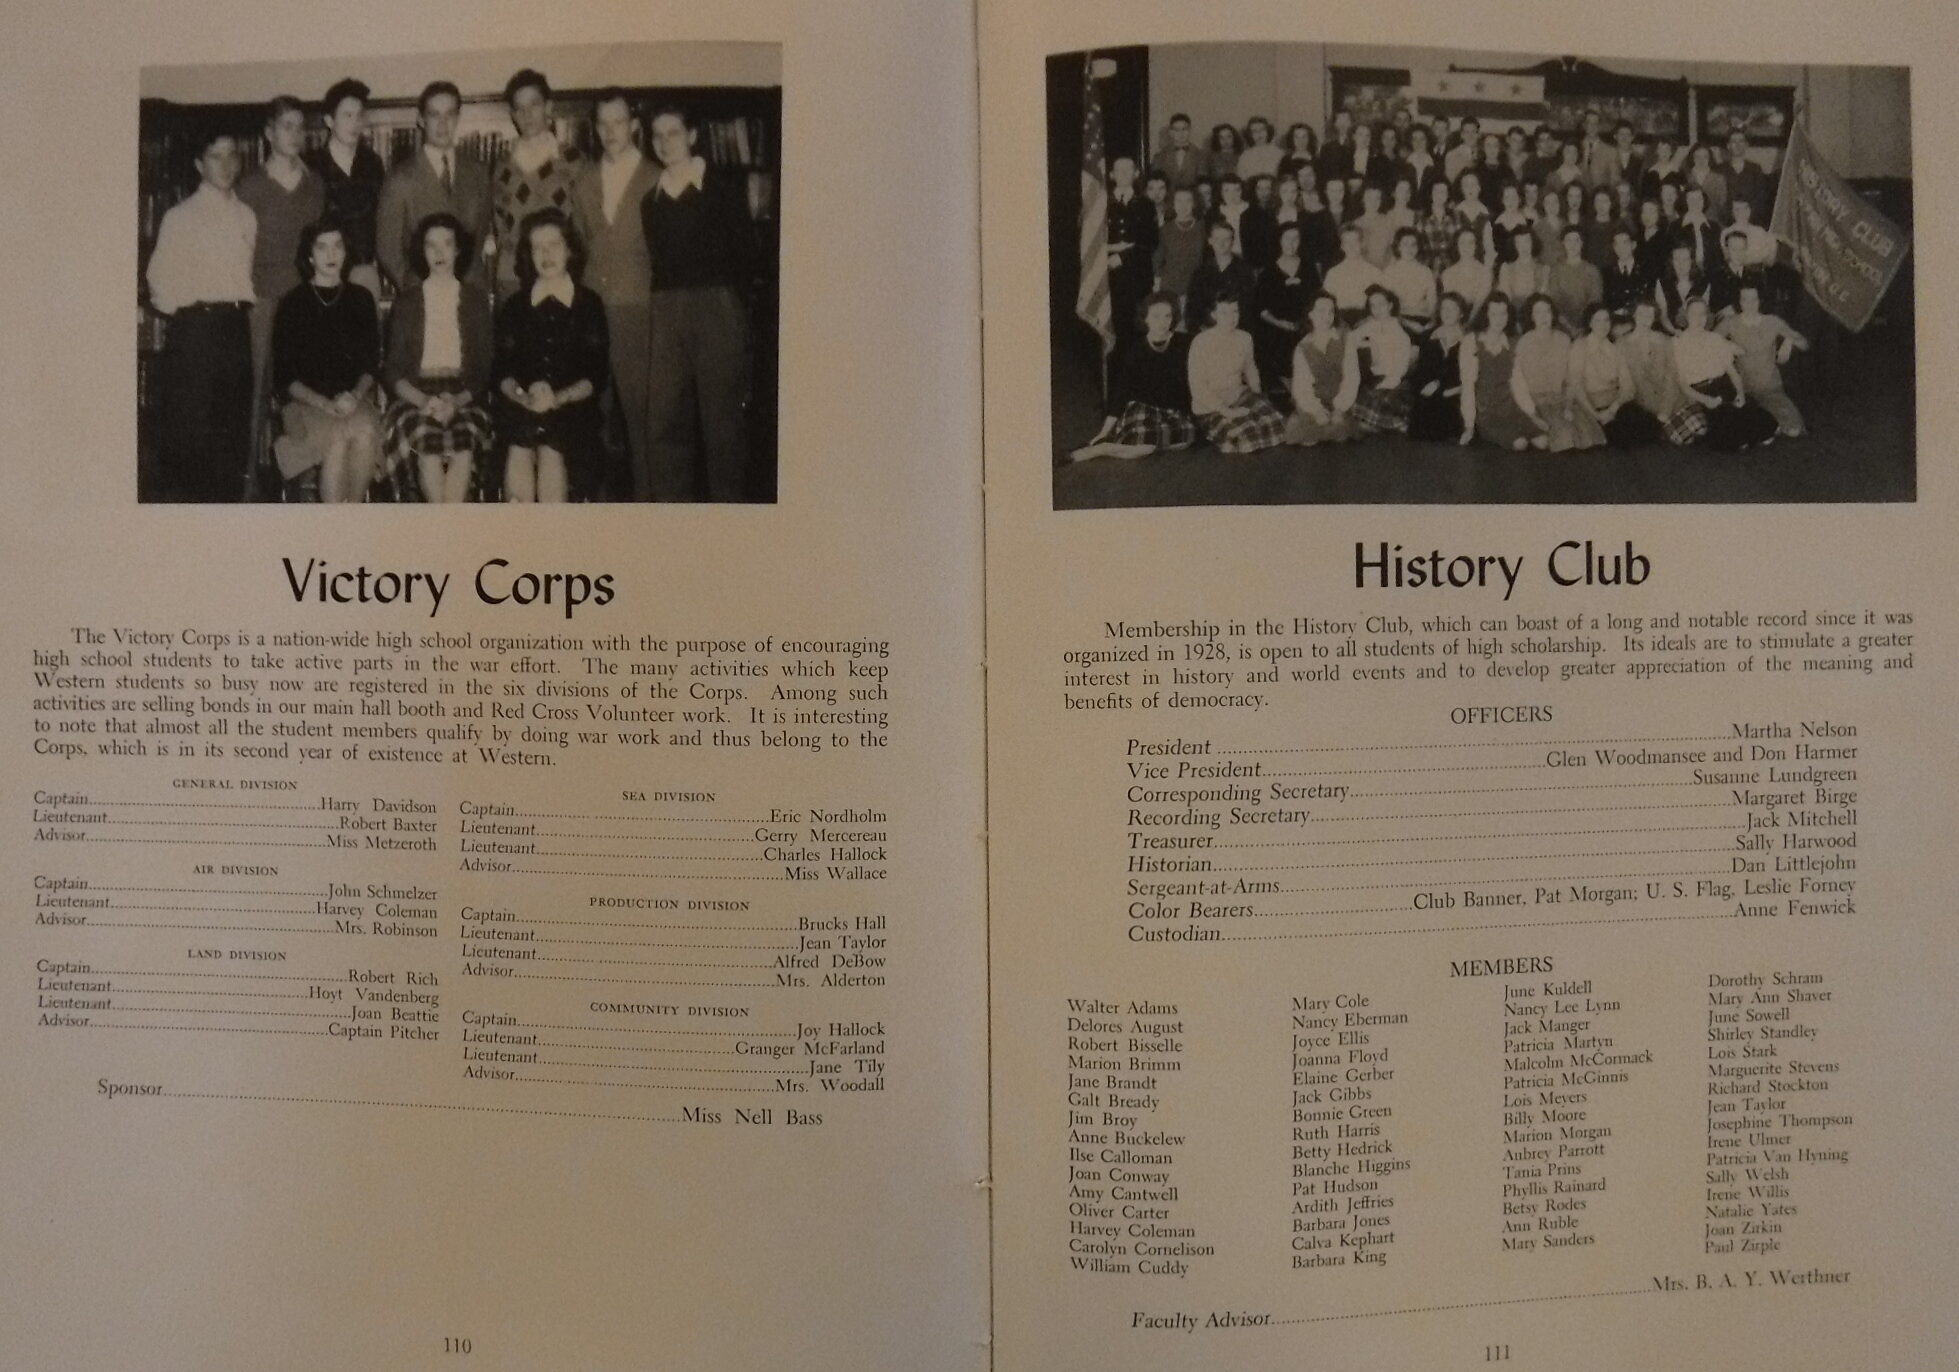 Victory Corps
The Victory Corps is a nation-wide high school organization with the purpose of encouraging
high school students to take active parts in the war effort. The many activities which keep
Western students so busy now are registered in the six divisions of the Corps. Among such
activities are selling bonds in our main hall booth and Red Cross Volunteer work. It is interesting
to note that almost all the student members qualify by doing war work and thus belong to the
Corps, which is in its second year of existence at Western.
GENERAL DIVISION
Captain....................Harry Davidson
Lieutenant....................Robert Baxter
Advisor....................Miss Metzeroth
AIR DIVISION
Captain....................John Schmelzer
Lieutenant....................Harvey Coleman
Advisor....................Mrs. Robinson
LAND DIVISION
Captain....................Robert Rich
Lieutenant....................Hoyt Vandenberg
Lieutenant....................Joan Beattie
Advisor....................Captain Pitcher
SEA DIVISION
Captain....................Eric Nordholm
Lieutenant....................Gerry Mercereau
Lieutenant....................Charles Hallock
Advisor....................Miss Wallace
PRODUCTION DIVISION
Captain....................Brucks Hall
Lieutenant....................Jean Taylor
Lieutenant....................Alfred DeBow
Advisor....................Mrs. Alderton
COMMUNITY DIVISION
Captain....................Joy Hallock
Lieutenant....................Granger McFarland
Lieutenant....................Jane Tily
Advisor....................Mrs. Woodall
Sponsor....................Miss Nell Bass
110
HISTORY CLUB
History Club
Membership in the History Club, which can boast of a long and notable record since it was
organized in 1928, is open to all students of high scholarship. Its ideals are to stimulate a greater
interest in history and world events and to develop greater appreciation of the meaning and
benefits of democracy.
OFFICERS
President....................Martha Nelson
Vice President....................Glen Woodmansee and Don Harmer
Corresponding Secretary....................Susanne Lundgreen
Recording Secretary....................Margaret Birge
Treasurer....................Jack Mitchell
Historian....................Sally Harwood
Sergeant-at-Arms....................Dan Littlejohn
Color Bearers....................Club Banner, Pat Morgan; U. S. Flag, Leslie Forney
Custodian....................Anne Fenwick
MEMBERS
Walter Adams
Delores August
Robert Bisselle
Marion Brimm
Jane Brandt
Galt Bready
Jim Broy
Anne Buckelew
Ilse Calloman
Joan Conway
Amy Cantwell
Oliver Carter
Harvey Coleman
Carolyn Cornelison
William Cuddy
Mary Cole
Nancy Eberman
Joyce Ellis
Joanna Floyd
Elaine Gerber
Jack Gibbs
Bonnie Green
Ruth Harris
Betty Hedrick
Blanche Higgins
Pat Hudson
Ardith Jeffries
Barbara Jones
Calva Kephart
Barbara King
June Kuldell
Nancy Lee Lynn
Jack Manger
Patricia Martyn
Malcolm McCormack
Patricia McGinnis
Lois Meyers
Billy Moore
Marion Morgan
Aubrey Parrott
Tania Prins
Phyllis Rainard
Betsy Rodes
Ann Ruble
Mary Sanders
Dorothy Schram
Mary Ann Shaver
June Sowell
Shirley Standley
Lois Stark
Marguerite Stevens
Richard Stockton
Jean Taylor
Josephine Thompson
Irene Ulmer
Patricia Van Hyning
Sally Welsh
Irene Willis
Natalie Yates
Joan Zirkin
Paul Zirple
Faculty Advisor....................Mrs. B. A. Y. Werthner
111